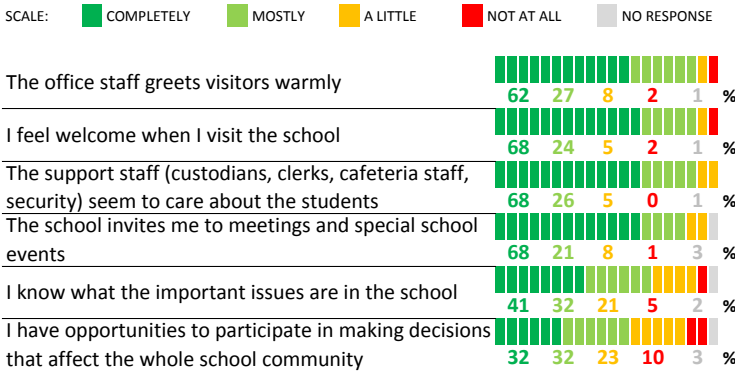 SCALE: COMPLETELY MOSTLY A LITTLE NOT AT ALL NO RESPONSE
The office staff greets visitors warmly
62 27 8 2 1 %
I feel welcome when I visit the school
68 24 5 2 1 %
The support staff (custodians, clerks, cafeteria staff,
security) seem to care about the students
68 26 5 0 1 %
The school invites me to meetings and special school
events
68 21 8 1 3 %
I know what the important issues are in the school
41 32 21 5 2 %
I have opportunities to participate in making decisions
that affect the whole school community
32 32 23 10 3 %